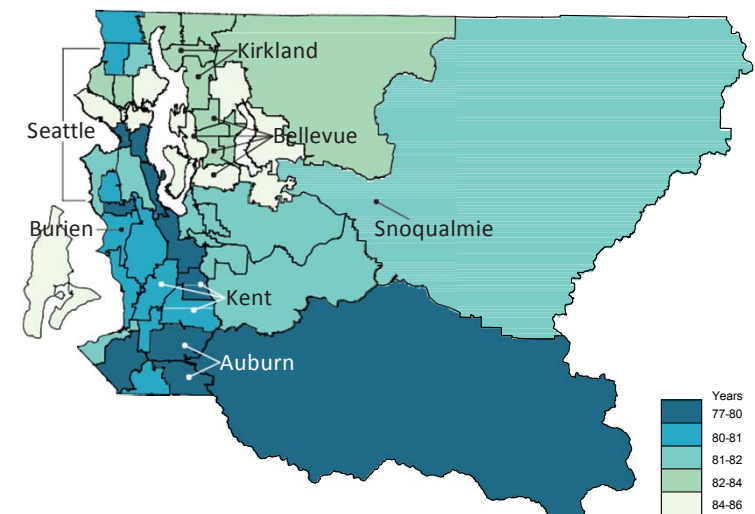 Kirkland
Seattle
Bellevue
Burien
Snoqualmie
Kent
Auburn
Years
77-80
80-81
81-82
82-84
84-86